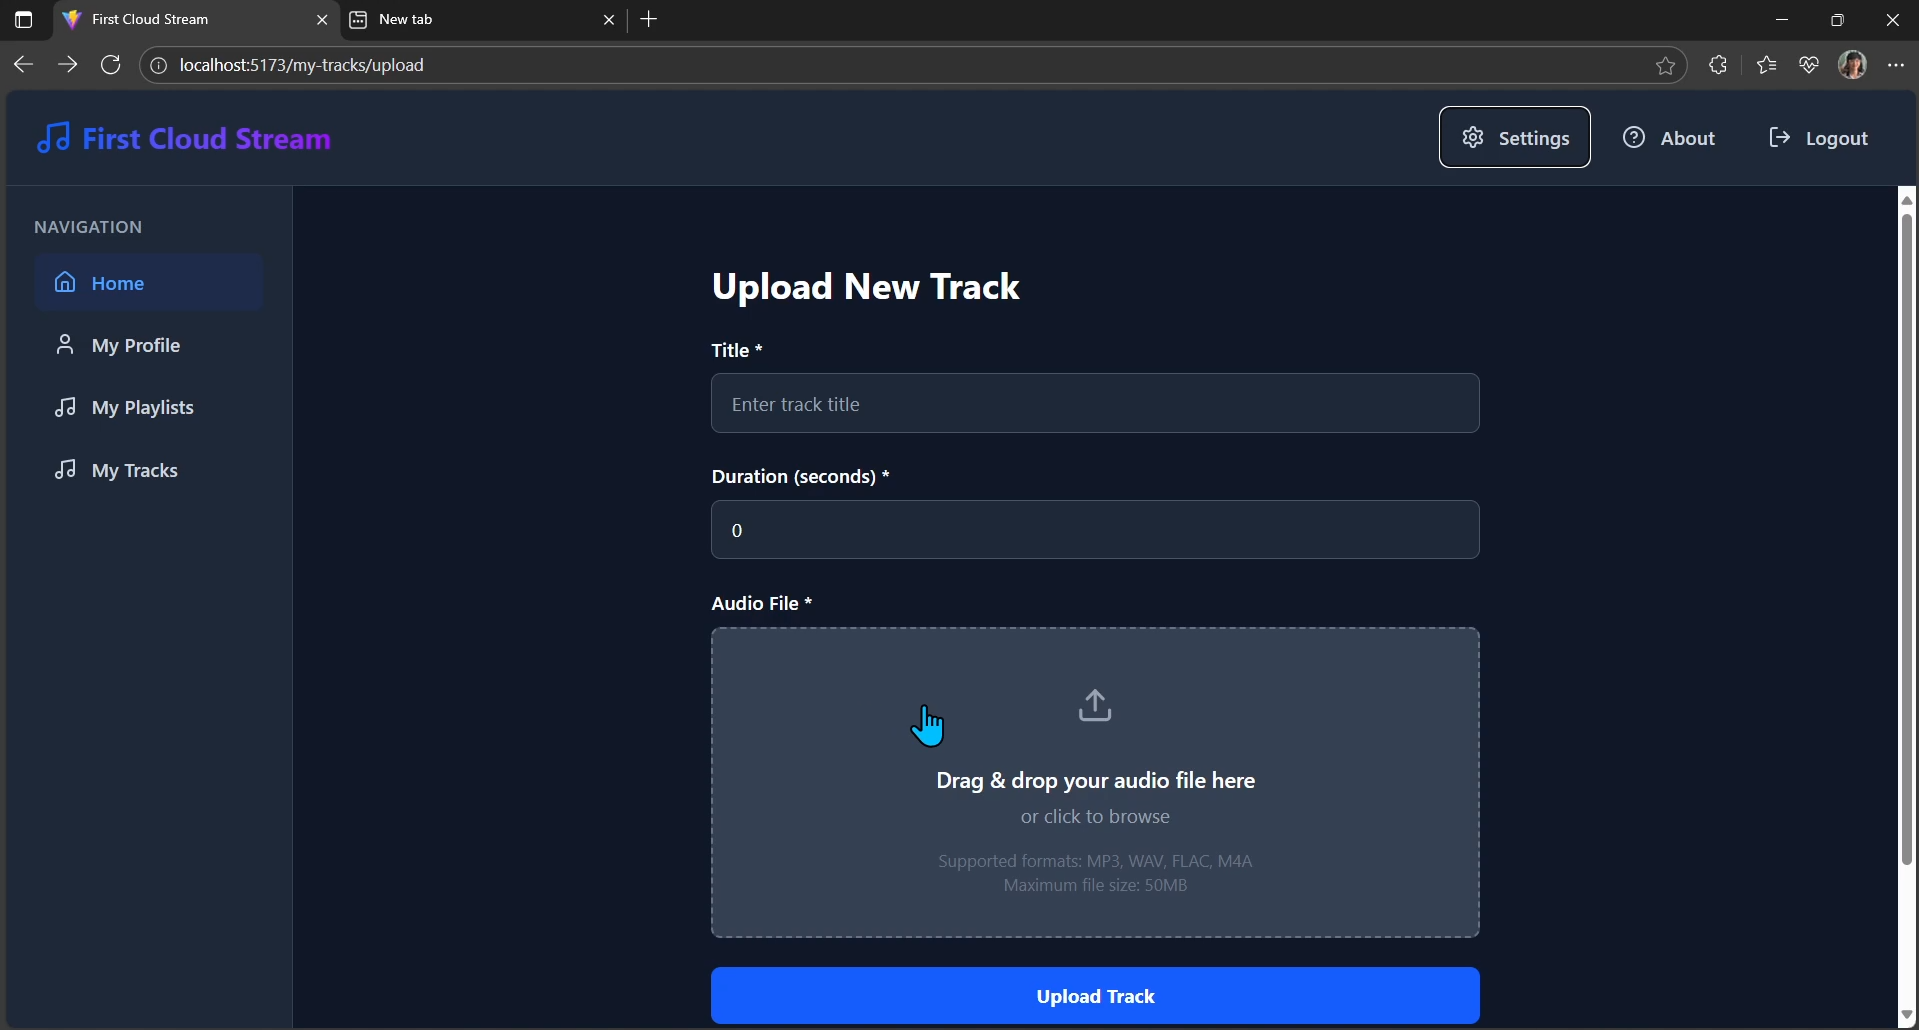 First Cloud Stream
New tab
localhost:5173/my-tracks/upload
First Cloud Stream
Settings
About
Logout
NAVIGATION
Home
My Profile
My Playlists
My Tracks
Upload New Track
Title *
Enter track title
Duration (seconds) *
0
Audio File *
Drag & drop your audio file here
or click to browse
Supported formats: MP3, WAV, FLAC, M4A
Maximum file size: 50MB
Upload Track